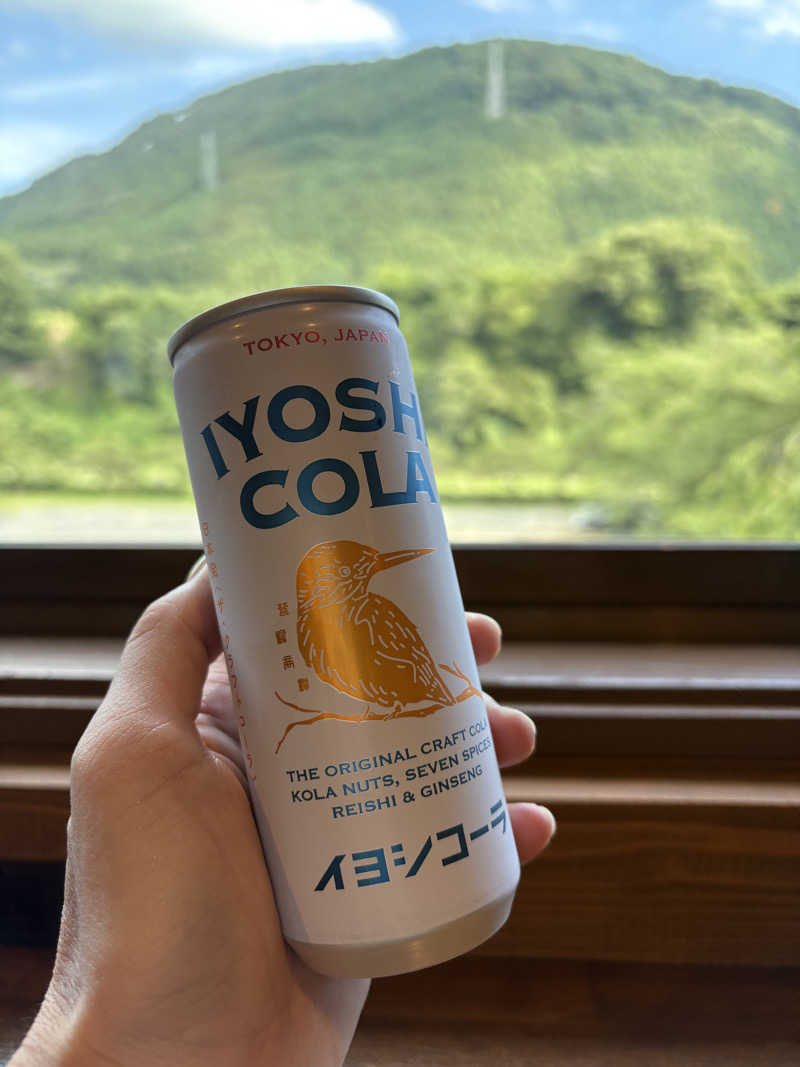 TOKYO, JAPAN
IYOSHI
COLA
THE ORIGINAL CRAFT COLA
KOLA NUTS, SEVEN SPICES
REISHI & GINSENG
イヨシコーラ